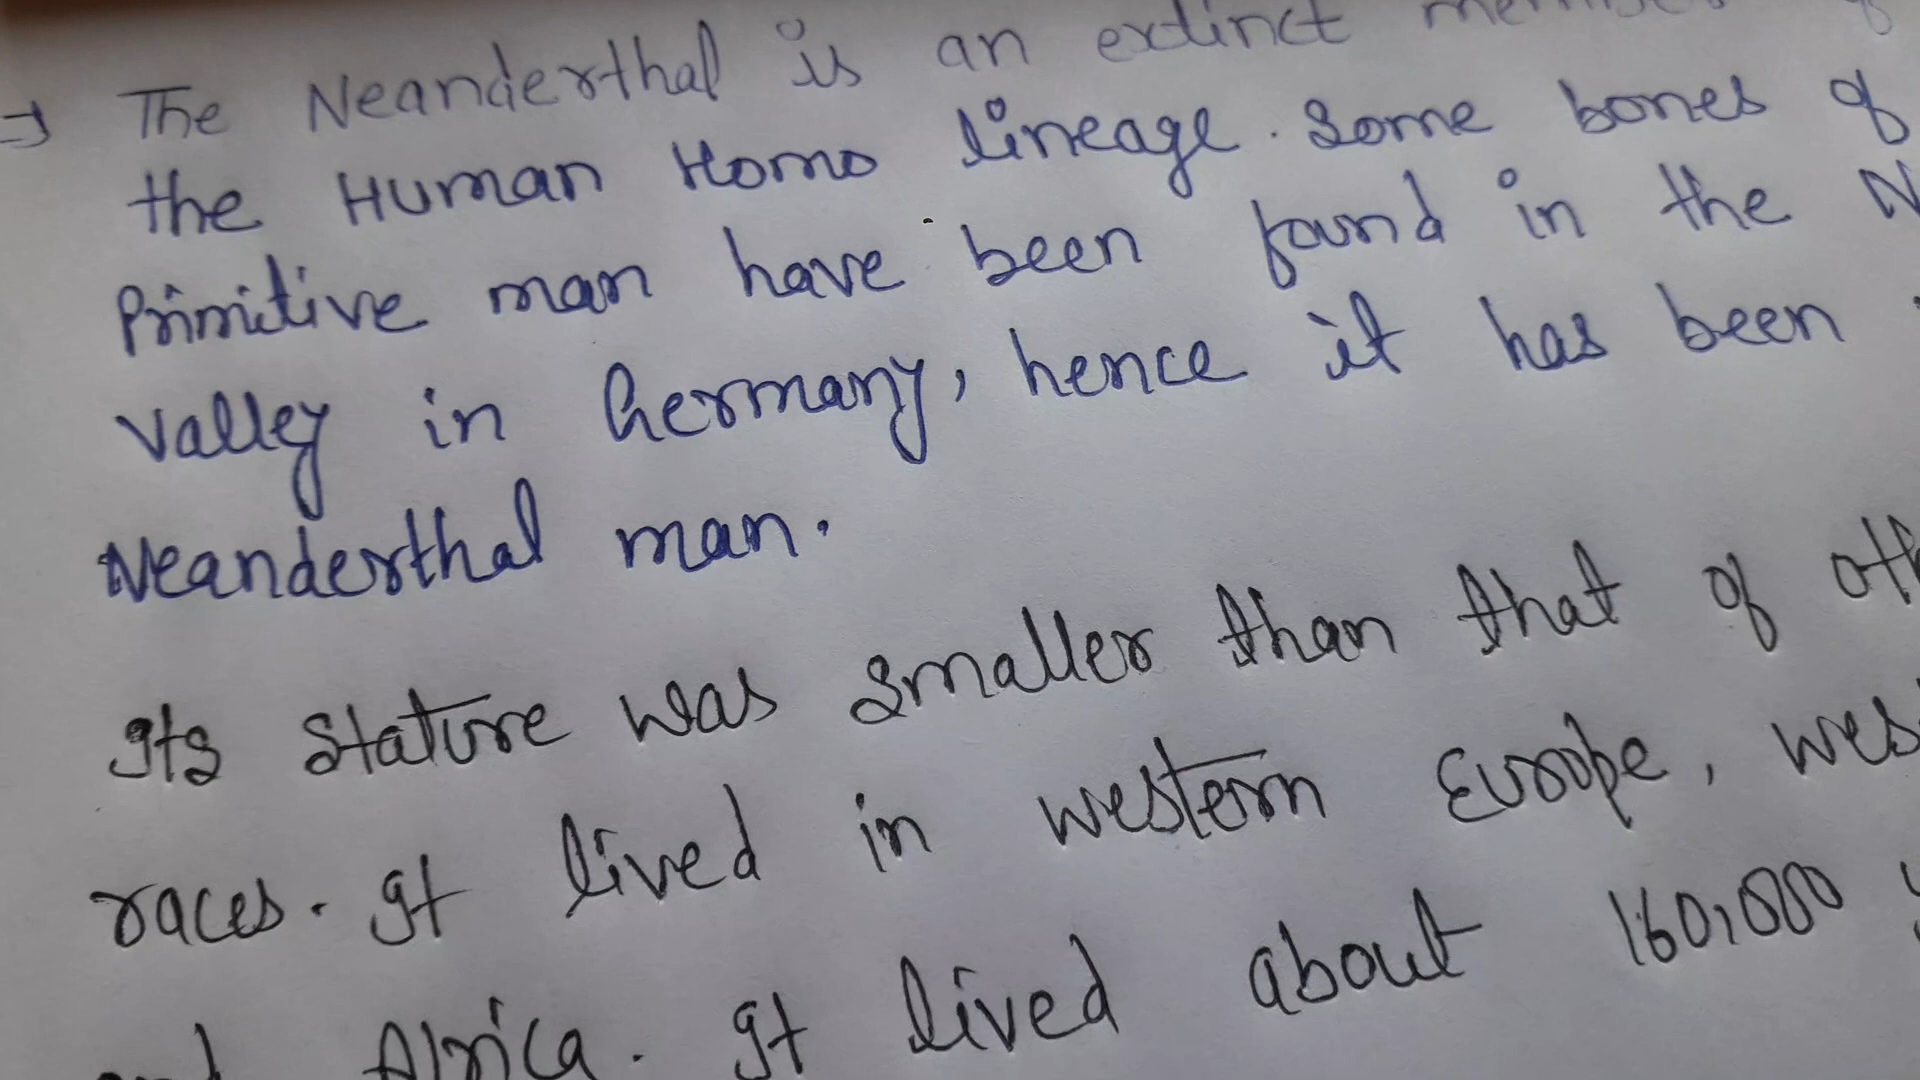 ⇒ The Neanderthal is an extinct
the Human Homo lineage. Some bones of
Primitive man have been found in the
valley in Germany, hence it has been
Neanderthal man.
Its stature was smaller than that of
races. It lived in western Europe,
Africa. It lived about 160,000